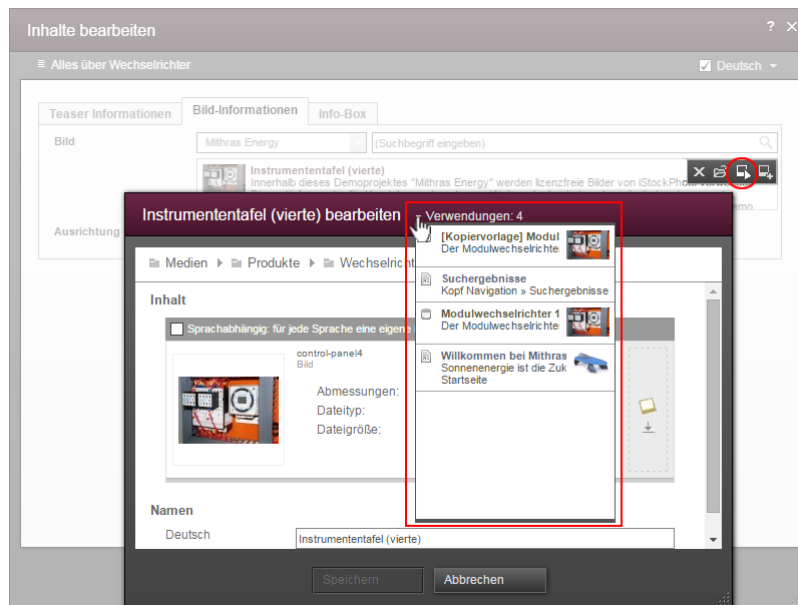 Inhalte bearbeiten
?
Alles über Wechselrichter
Deutsch
Teaser Informationen
Bild-Informationen
Info-Box
Bild
Mithras Energy
(Suchbegriff eingeben)
Instrumententafel (vierte)
Innerhalb dieses Demoprojektes "Mithras Energy" werden lizenzfreie Bilder von iStockPhoto
Ausrichtung
Instrumententafel (vierte) bearbeiten
Verwendungen: 4
Medien
Produkte
Wechselricht
[Kopiervorlage] Modul
Der Modulwechselrichte
Suchergebnisse
Kopf Navigation » Suchergebnisse
Modulwechselrichter 1
Der Modulwechselrichte
Willkommen bei Mithras
Sonnenenergie ist die Zuk
Startseite
Inhalt
Sprachabhängig: für jede Sprache eine eigene
control-panel4
Bild
Abmessungen:
Dateityp:
Dateigröße:
Namen
Deutsch
Instrumententafel (vierte)
Speichern
Abbrechen